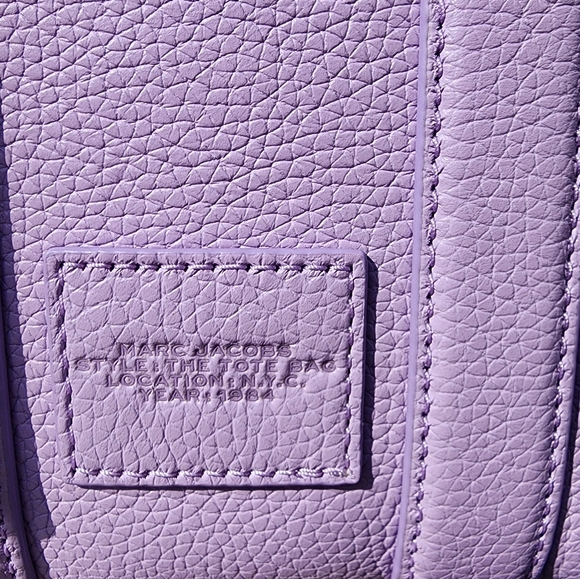 MARC JACOBS
STYLE: THE TOTE BAG
LOCATION: N.Y.C.
YEAR: 1984